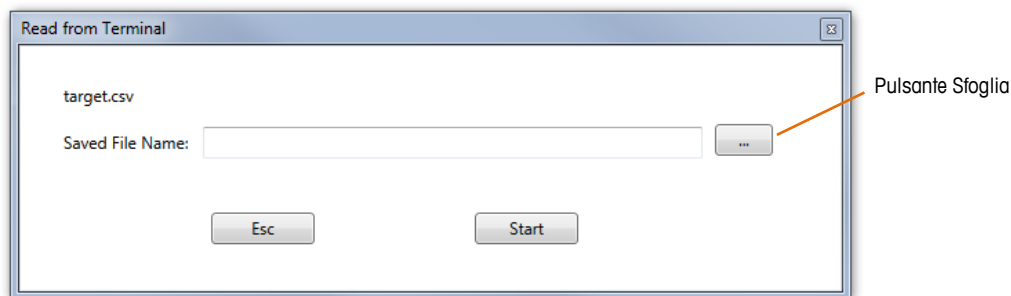 Read from Terminal
Pulsante Sfoglia
target.csv
Saved File Name:
...
Esc
Start